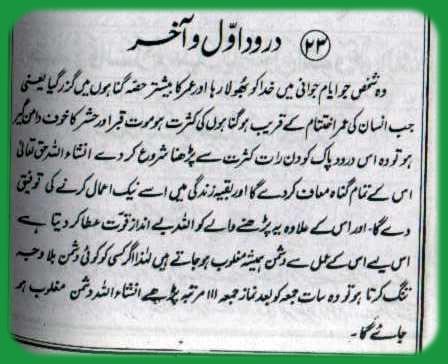 ۲۳ درود اوّل و آخر
وہ شخص جو ایام جوانی میں خدا کو بھولا رہا اور عمر کا بیشتر حصّہ گناہوں میں گزر گیا یعنی
جب انسان کی عمر اختتام کے قریب ہو گناہوں کی کثرت ہو موت قبر اور حشر کا خوف دامن گیر
ہو تو وہ اس درود پاک کو دن رات کثرت سے پڑھنا شروع کر دے انشاء اللہ حق تعالیٰ
اس کے تمام گناہ معاف کر دے گا اور بقیہ زندگی میں اسے نیک اعمال کرنے کی توفیق
دے گا۔ اور اس کے علاوہ یہ پڑھنے والے کو اللہ بے انداز قوّت عطا کر دیتا ہے
اس لیے اس کے عمل سے دشمن ہمیشہ مغلوب ہو جاتے ہیں لہٰذا اگر کسی کو کوئی دشمن بلا وجہ
تنگ کرتا ہو تو وہ سات جمعہ کو بعد نماز جمعہ ۱۱۱ مرتبہ پڑھے انشاء اللہ دشمن مغلوب ہو
جائے گا۔